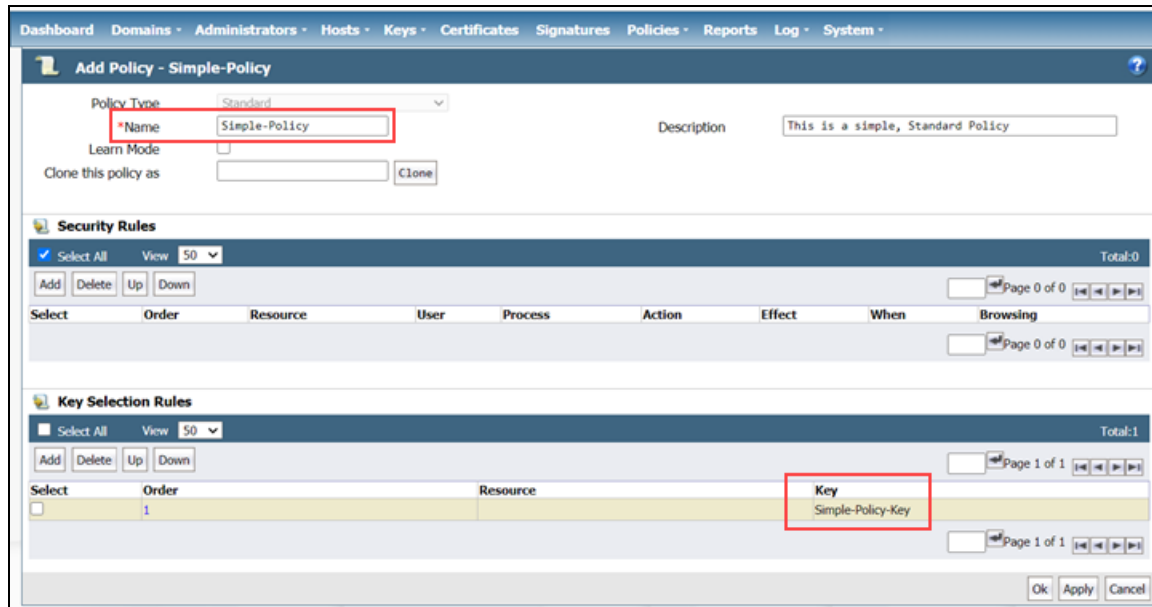 Dashboard Domains Administrators Hosts Keys Certificates Signatures Policies Reports Log System
Add Policy - Simple-Policy ?
Policy Type Standard
*Name Simple-Policy Description This is a simple, Standard Policy
Learn Mode
Clone this policy as Clone
Security Rules
Select All View 50 Total:0
Add Delete Up Down Page 0 of 0
Select Order Resource User Process Action Effect When Browsing
Page 0 of 0
Key Selection Rules
Select All View 50 Total:1
Add Delete Up Down Page 1 of 1
Select Order Resource Key
1 Simple-Policy-Key
Page 1 of 1
Ok Apply Cancel